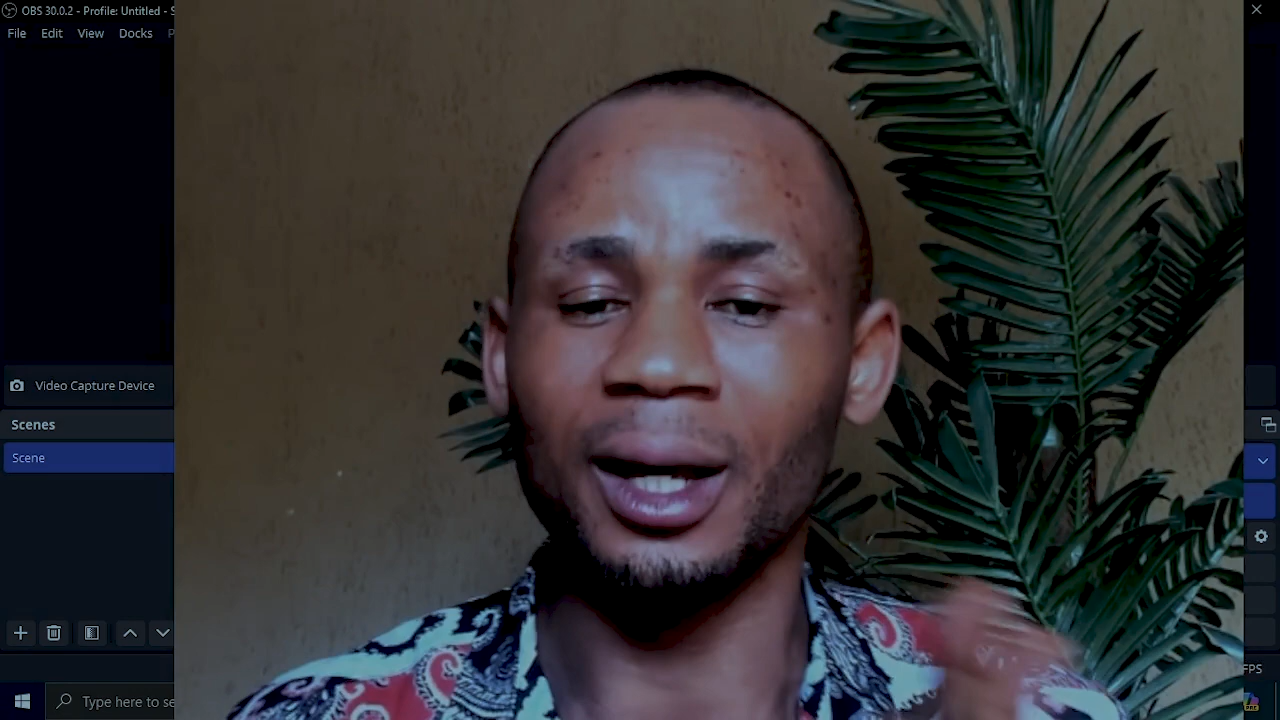 OBS 30.0.2 - Profile: Untitled - S
File Edit View Docks P
Video Capture Device
Scenes
Scene
FPS
Type here to se